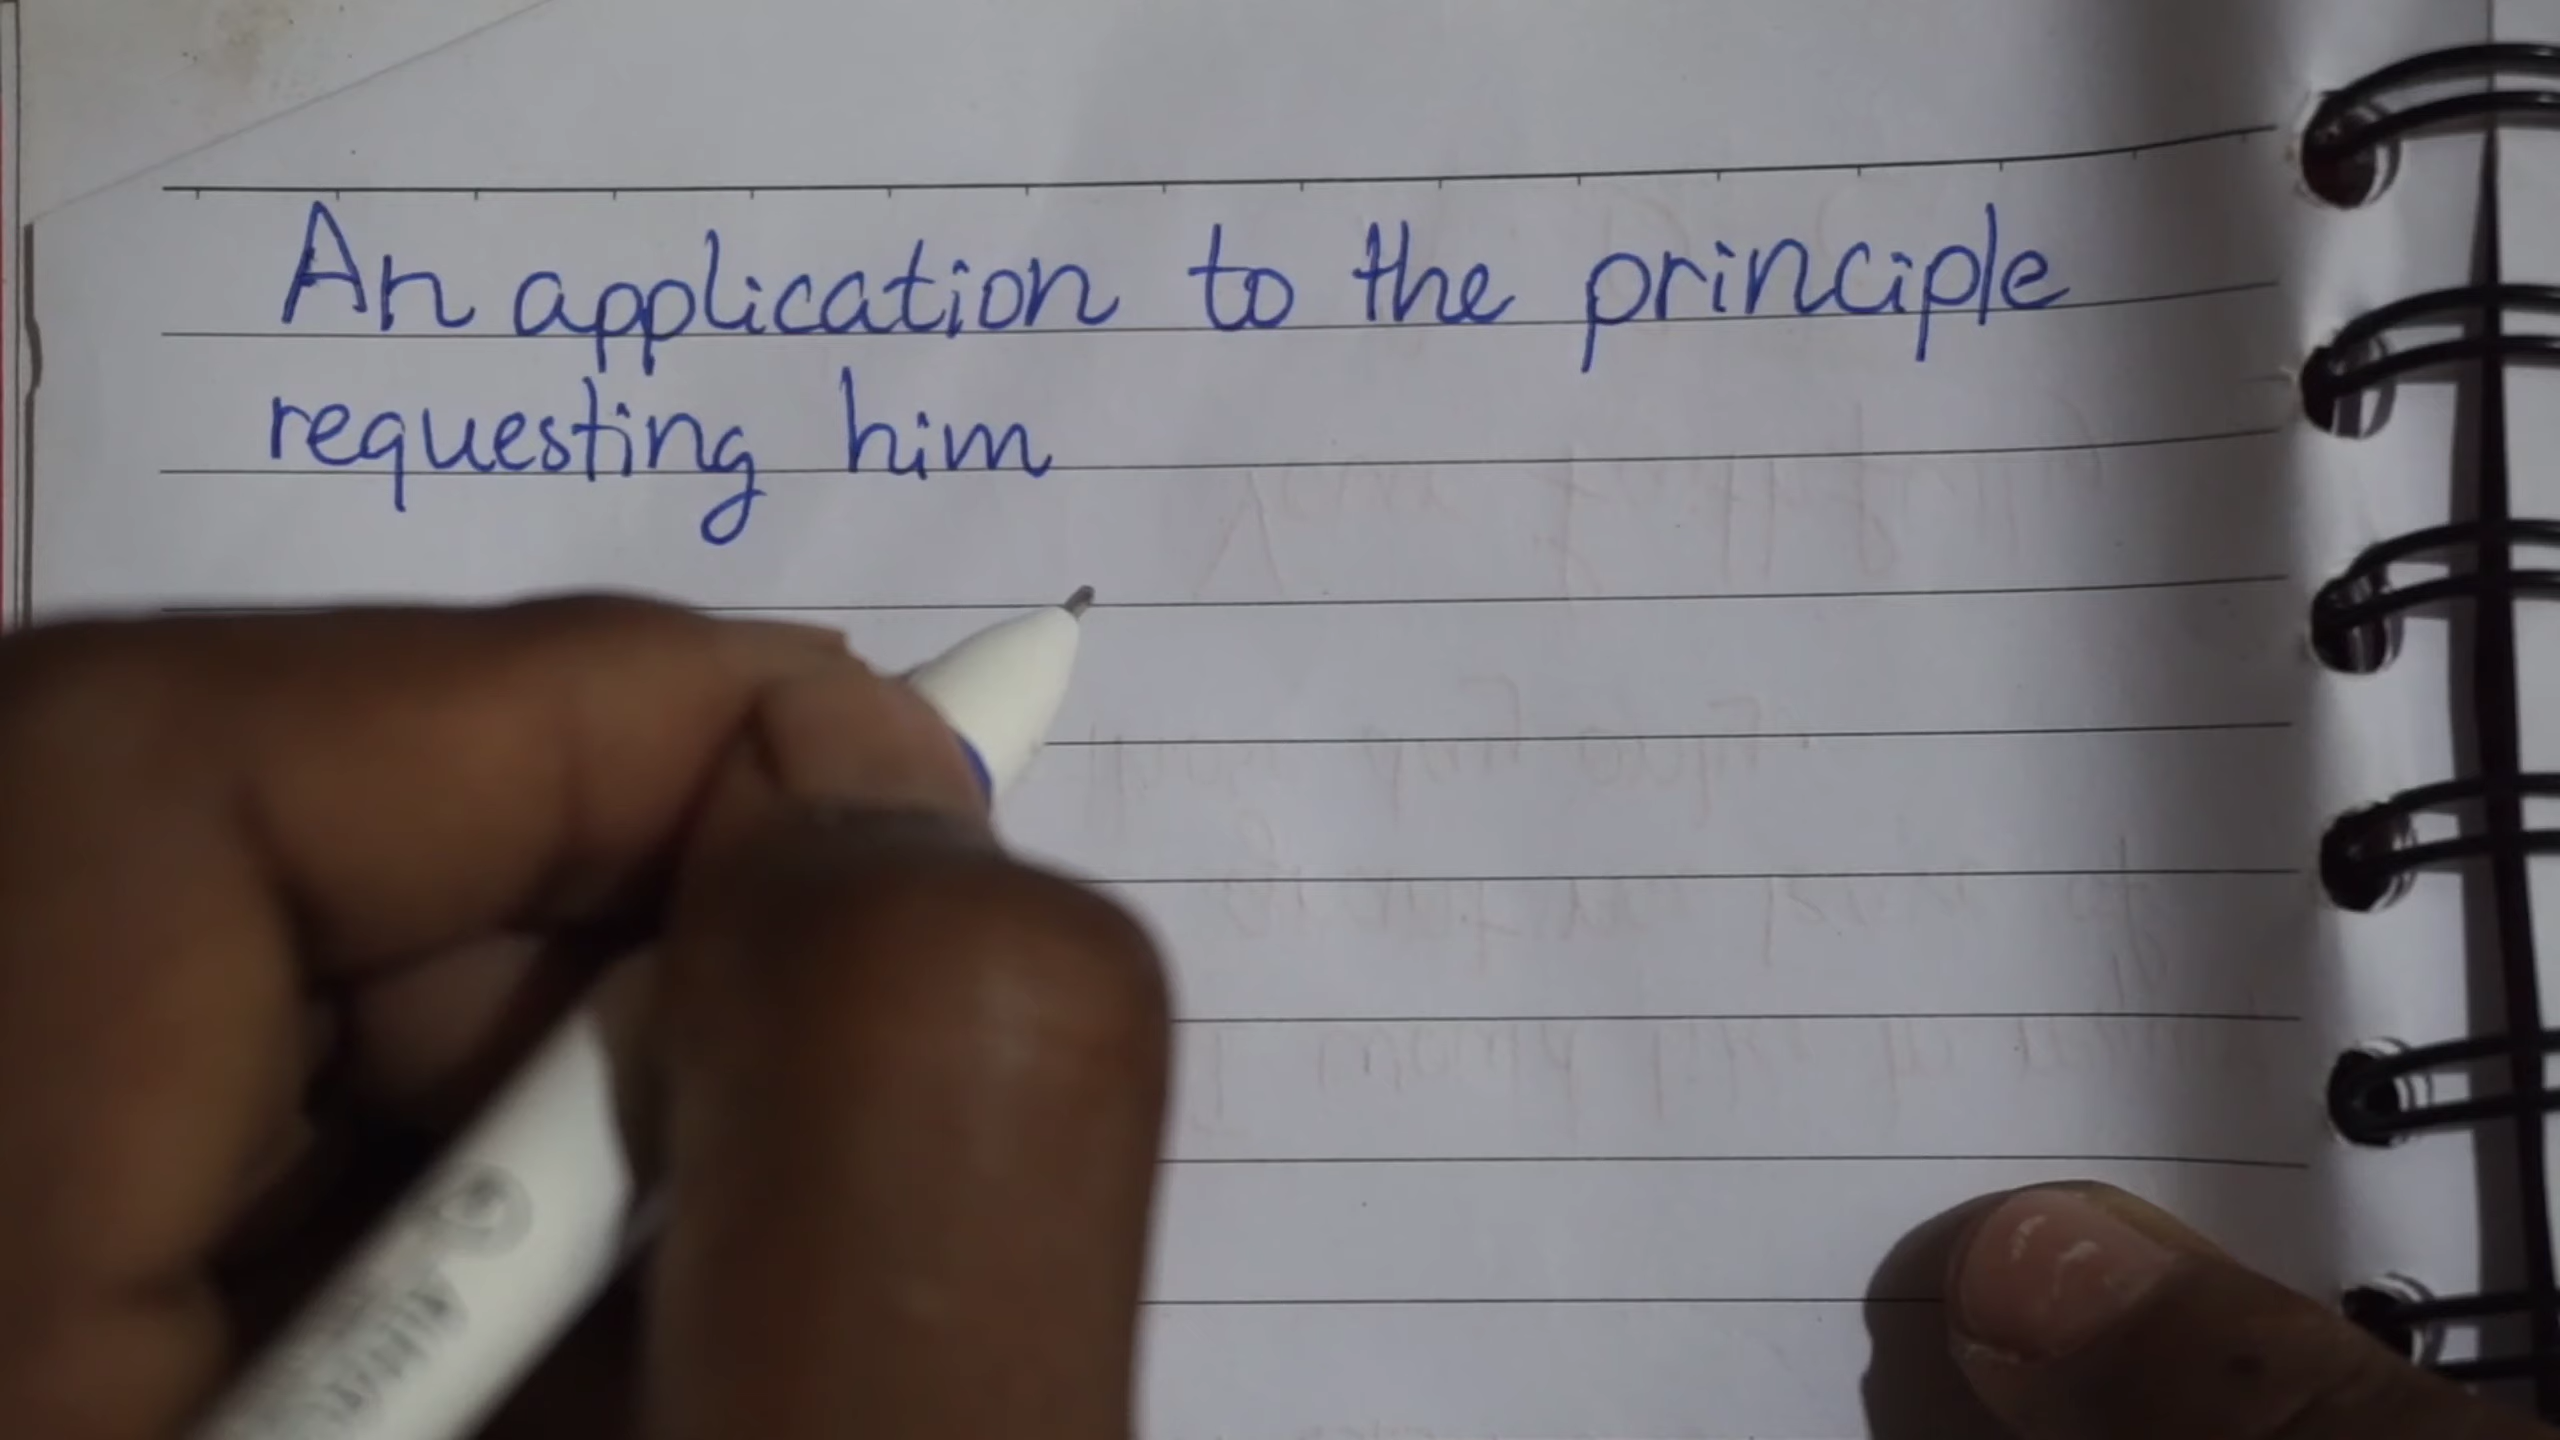 An application to the principle
requesting him